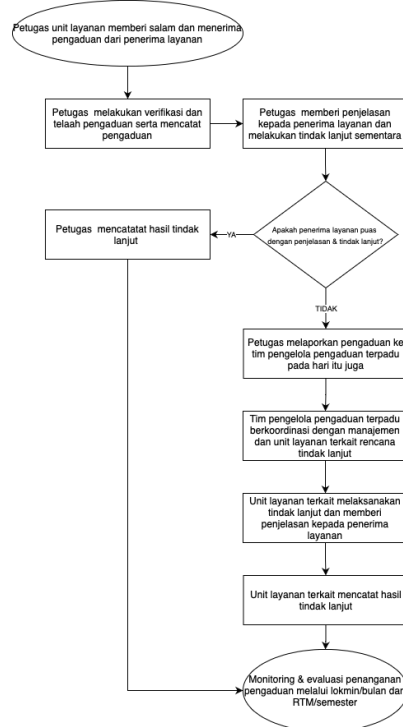 Petugas unit layanan memberi salam dan menerima
pengaduan dari penerima layanan
Petugas melakukan verifikasi dan
telaah pengaduan serta mencatat
pengaduan
Petugas memberi penjelasan
kepada penerima layanan dan
melakukan tindak lanjut sementara
Apakah penerima layanan puas
dengan penjelasan & tindak lanjut?
YA
Petugas mencatatat hasil tindak
lanjut
TIDAK
Petugas melaporkan pengaduan ke
tim pengelola pengaduan terpadu
pada hari itu juga
Tim pengelola pengaduan terpadu
berkoordinasi dengan manajemen
dan unit layanan terkait rencana
tindak lanjut
Unit layanan terkait melaksanakan
tindak lanjut dan memberi
penjelasan kepada penerima
layanan
Unit layanan terkait mencatat hasil
tindak lanjut
Monitoring & evaluasi penanganan
pengaduan melalui lokmin/bulan dan
RTM/semester